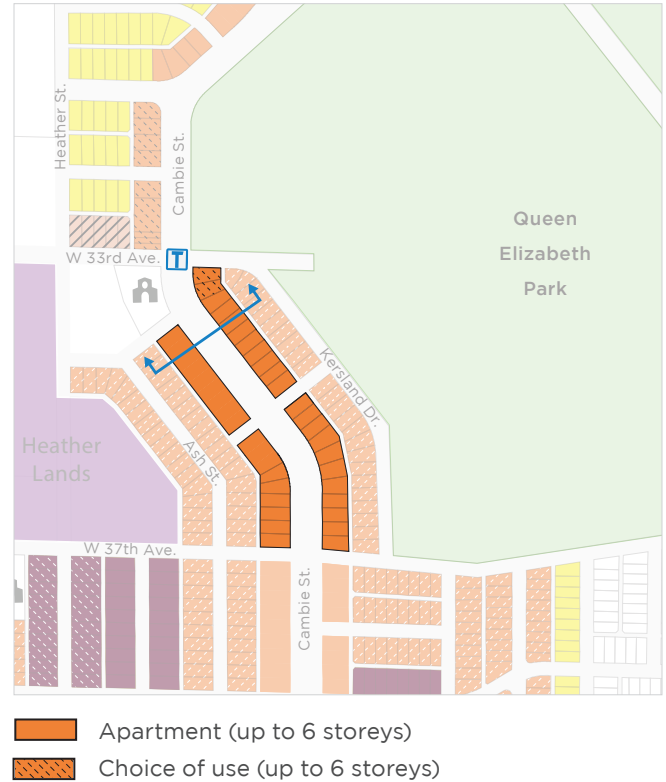 Heather St.
Cambie St.
Queen
Elizabeth
Park
W 33rd Ave.
T
Kersland Dr.
Heather
Lands
Ash St.
W 37th Ave.
Cambie St.
Apartment (up to 6 storeys)
Choice of use (up to 6 storeys)